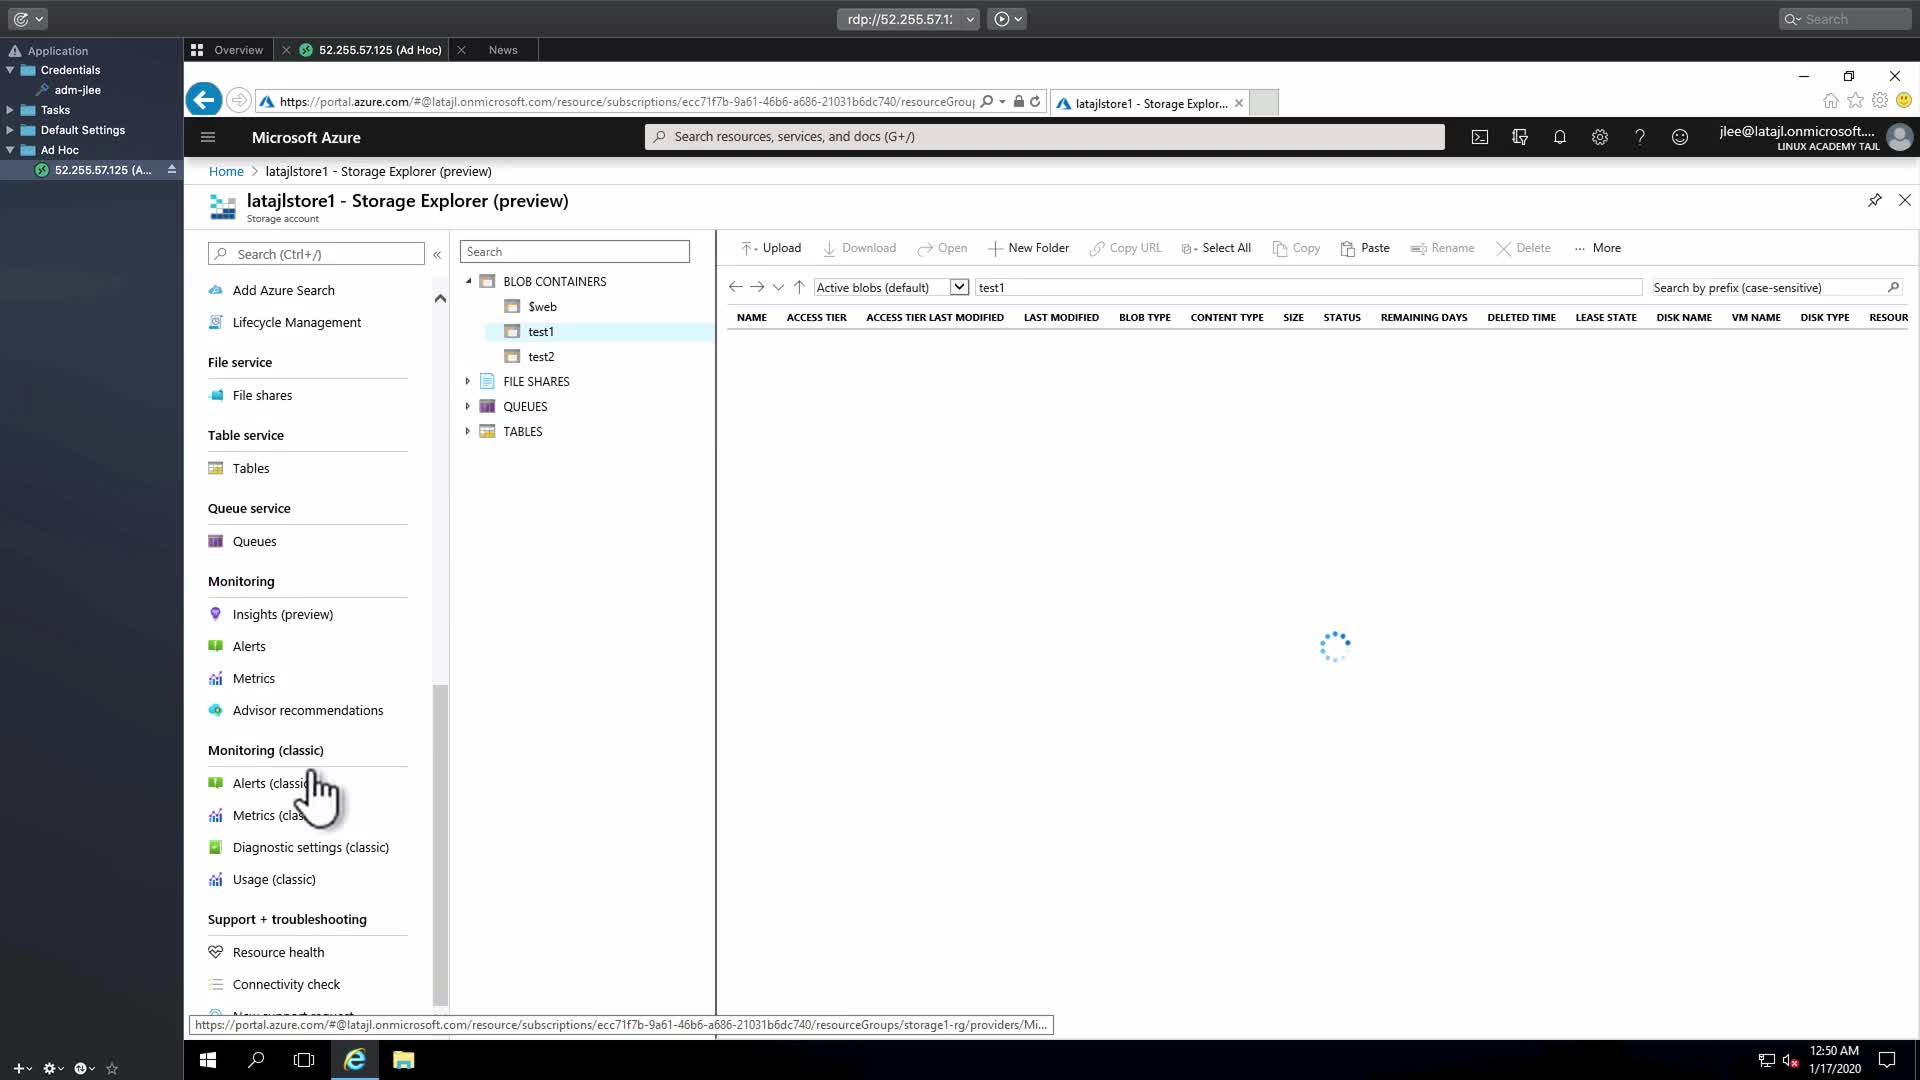 rdp://52.255.57.1
Search
Application
Credentials
adm-jlee
Tasks
Default Settings
Ad Hoc
52.255.57.125 (A...
Overview
52.255.57.125 (Ad Hoc)
News
https://portal.azure.com/#@latajl.onmicrosoft.com/resource/subscriptions/ecc71f7b-9a61-46b6-a686-21031b6dc740/resourceGrou
latajlstore1 - Storage Explor...
Microsoft Azure
Search resources, services, and docs (G+/)
jlee@latajl.onmicrosoft....
LINUX ACADEMY TAJL
Home
latajlstore1 - Storage Explorer (preview)
latajlstore1 - Storage Explorer (preview)
Storage account
Search (Ctrl+/)
Add Azure Search
Lifecycle Management
File service
File shares
Table service
Tables
Queue service
Queues
Monitoring
Insights (preview)
Alerts
Metrics
Advisor recommendations
Monitoring (classic)
Alerts (classic
Metrics (clas
Diagnostic settings (classic)
Usage (classic)
Support + troubleshooting
Resource health
Connectivity check
Search
BLOB CONTAINERS
$web
test1
test2
FILE SHARES
QUEUES
TABLES
Upload Download Open New Folder Copy URL Select All Copy Paste Rename Delete ... More
Active blobs (default) test1 Search by prefix (case-sensitive)
NAME ACCESS TIER ACCESS TIER LAST MODIFIED LAST MODIFIED BLOB TYPE CONTENT TYPE SIZE STATUS REMAINING DAYS DELETED TIME LEASE STATE DISK NAME VM NAME DISK TYPE RESOUR
https://portal.azure.com/#@latajl.onmicrosoft.com/resource/subscriptions/ecc71f7b-9a61-46b6-a686-21031b6dc740/resourceGroups/storage1-rg/providers/Mi...
12:50 AM
1/17/2020